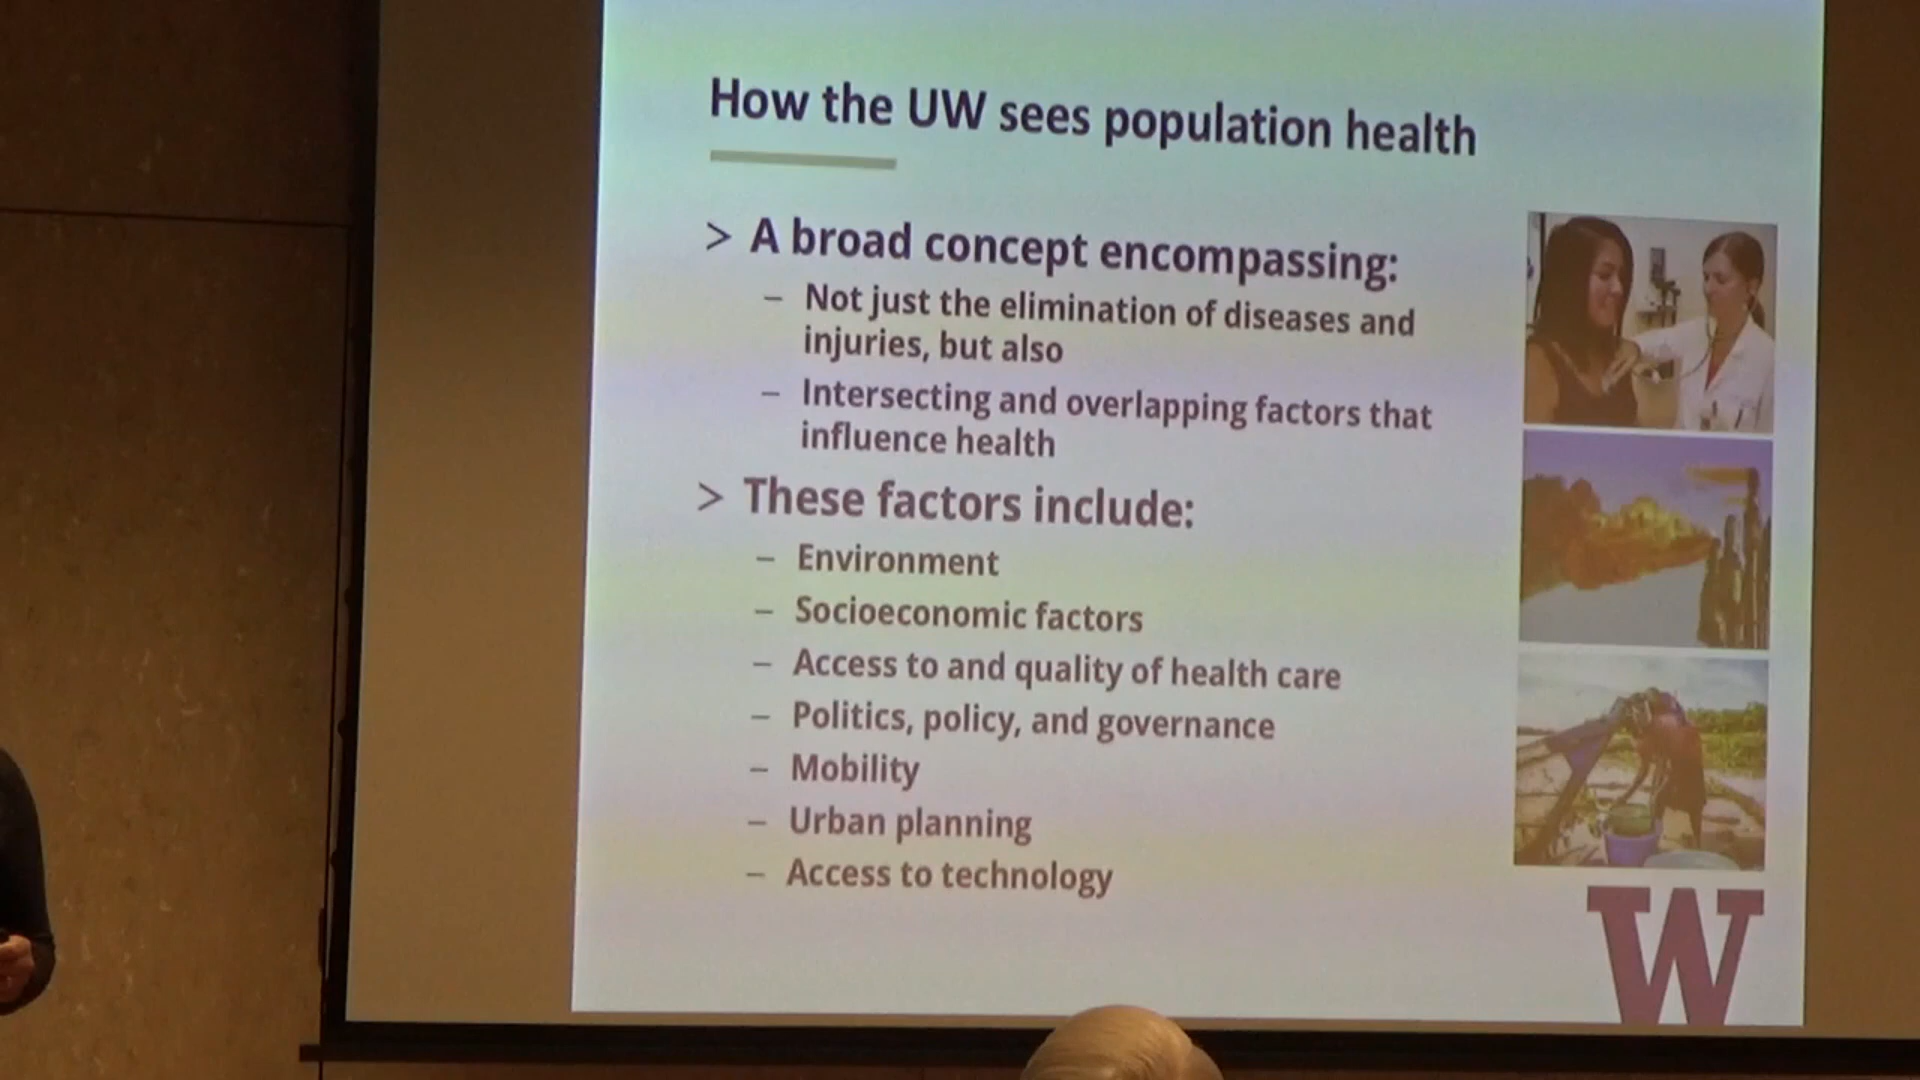 How the UW sees population health
> A broad concept encompassing:
– Not just the elimination of diseases and
injuries, but also
– Intersecting and overlapping factors that
influence health
> These factors include:
– Environment
– Socioeconomic factors
– Access to and quality of health care
– Politics, policy, and governance
– Mobility
– Urban planning
– Access to technology
W